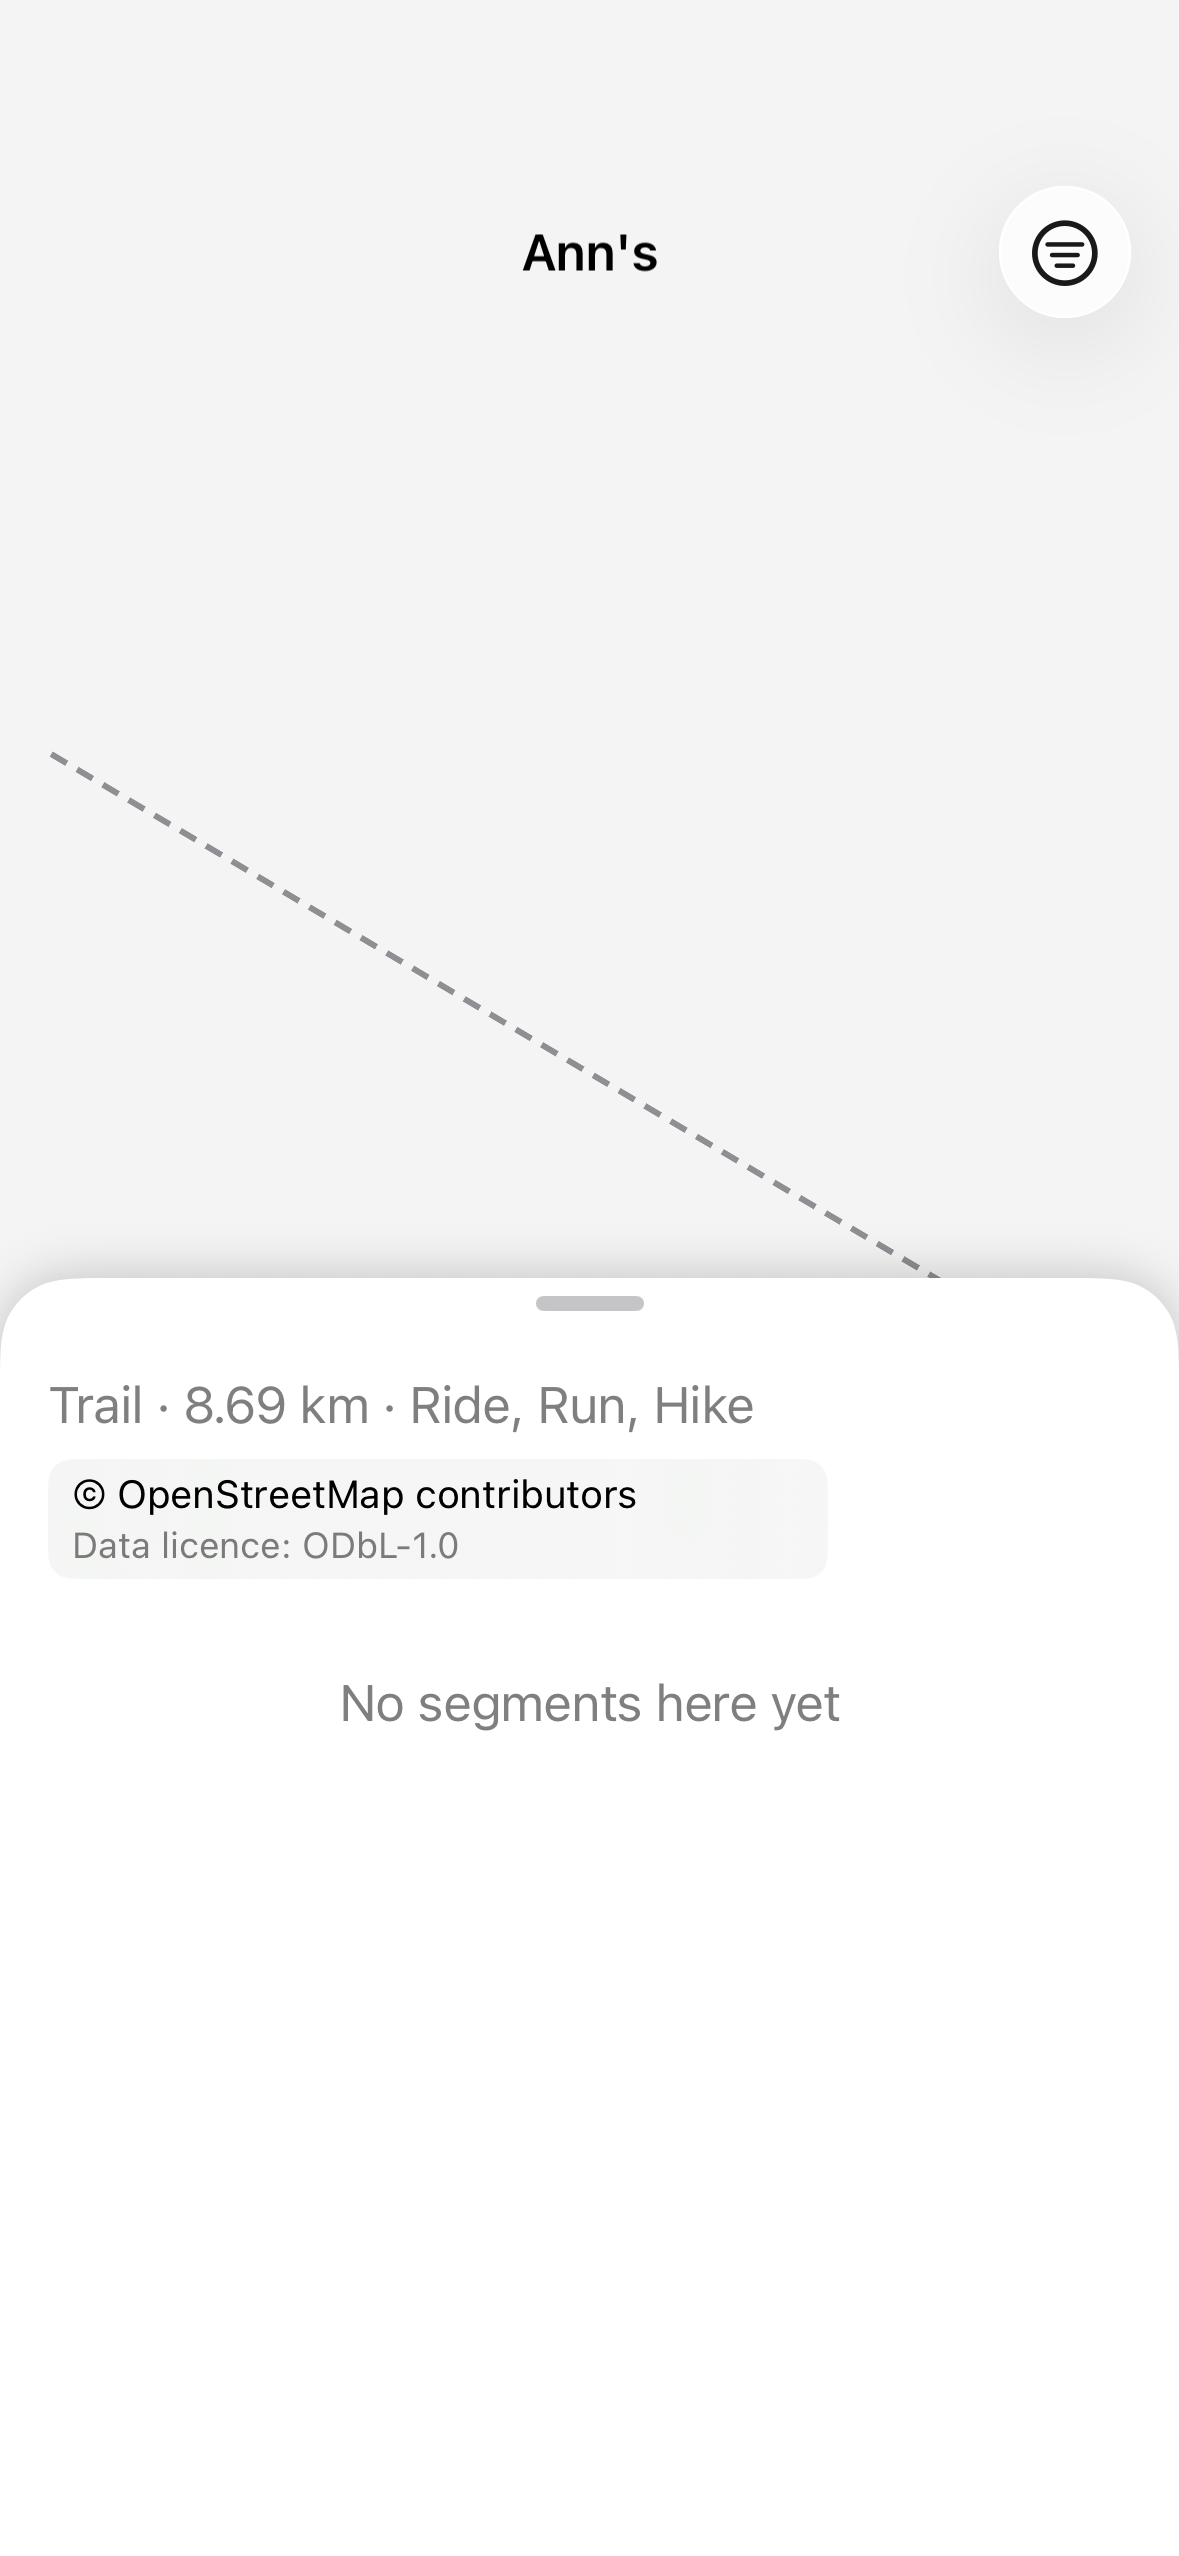 Ann's
Trail · 8.69 km · Ride, Run, Hike
© OpenStreetMap contributors
Data licence: ODbL-1.0
No segments here yet